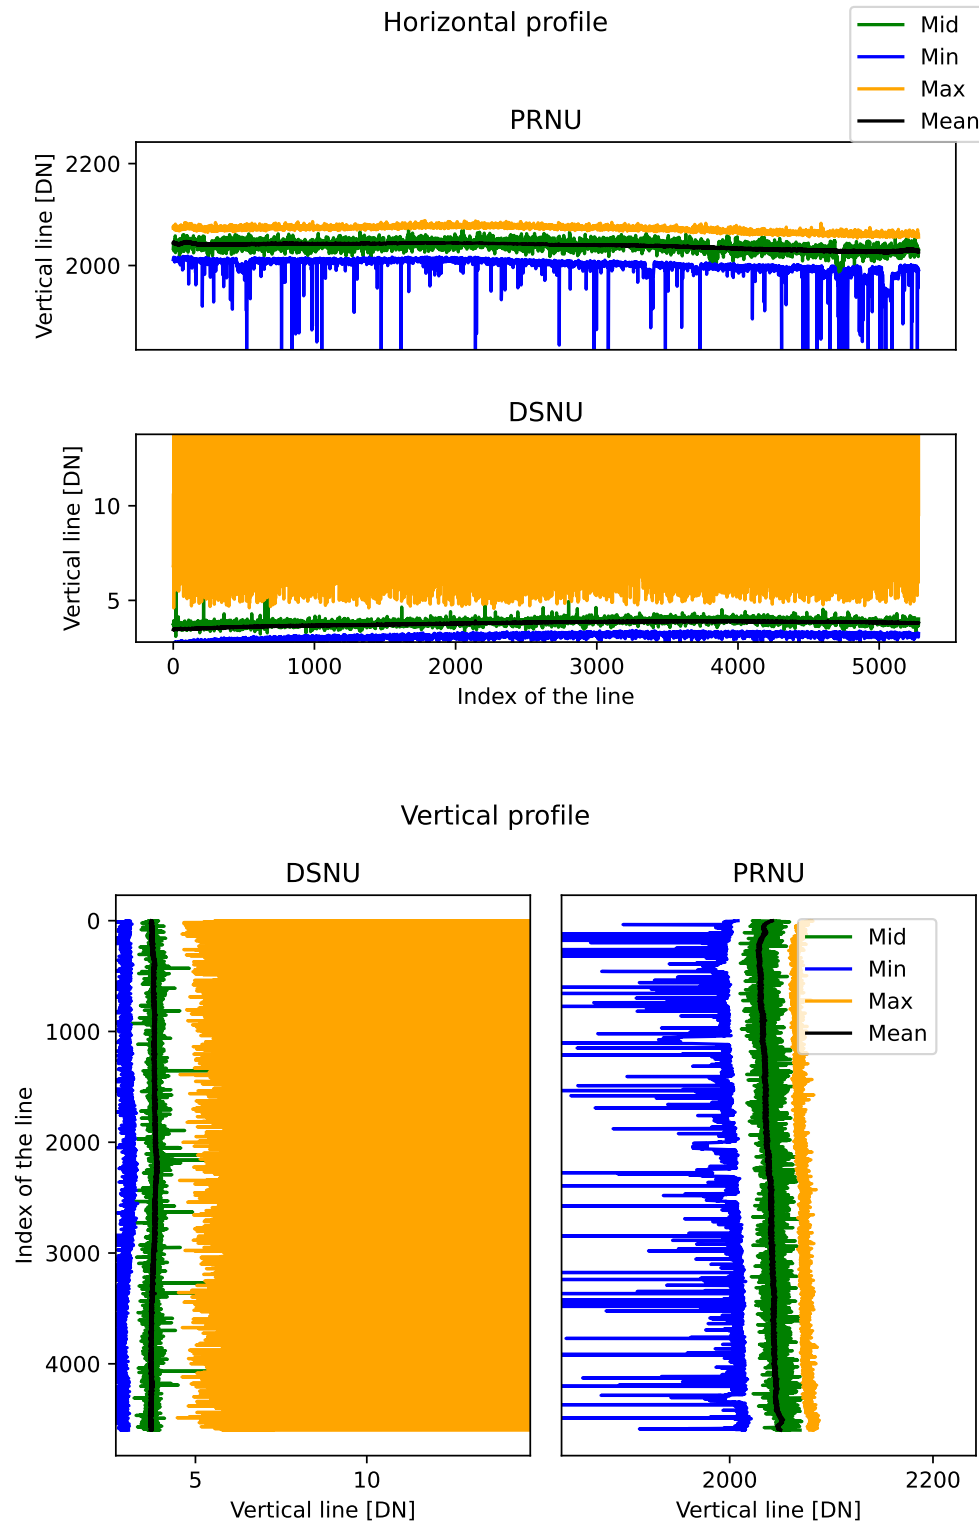 Horizontal profile
Mid
Min
Max
Mean
PRNU
2200
2000
Vertical line [DN]
DSNU
10
5
Vertical line [DN]
0 1000 2000 3000 4000 5000
Index of the line
Vertical profile
DSNU
PRNU
0
1000
2000
3000
4000
Index of the line
Mid
Min
Max
Mean
5 10
2000 2200
Vertical line [DN]
Vertical line [DN]